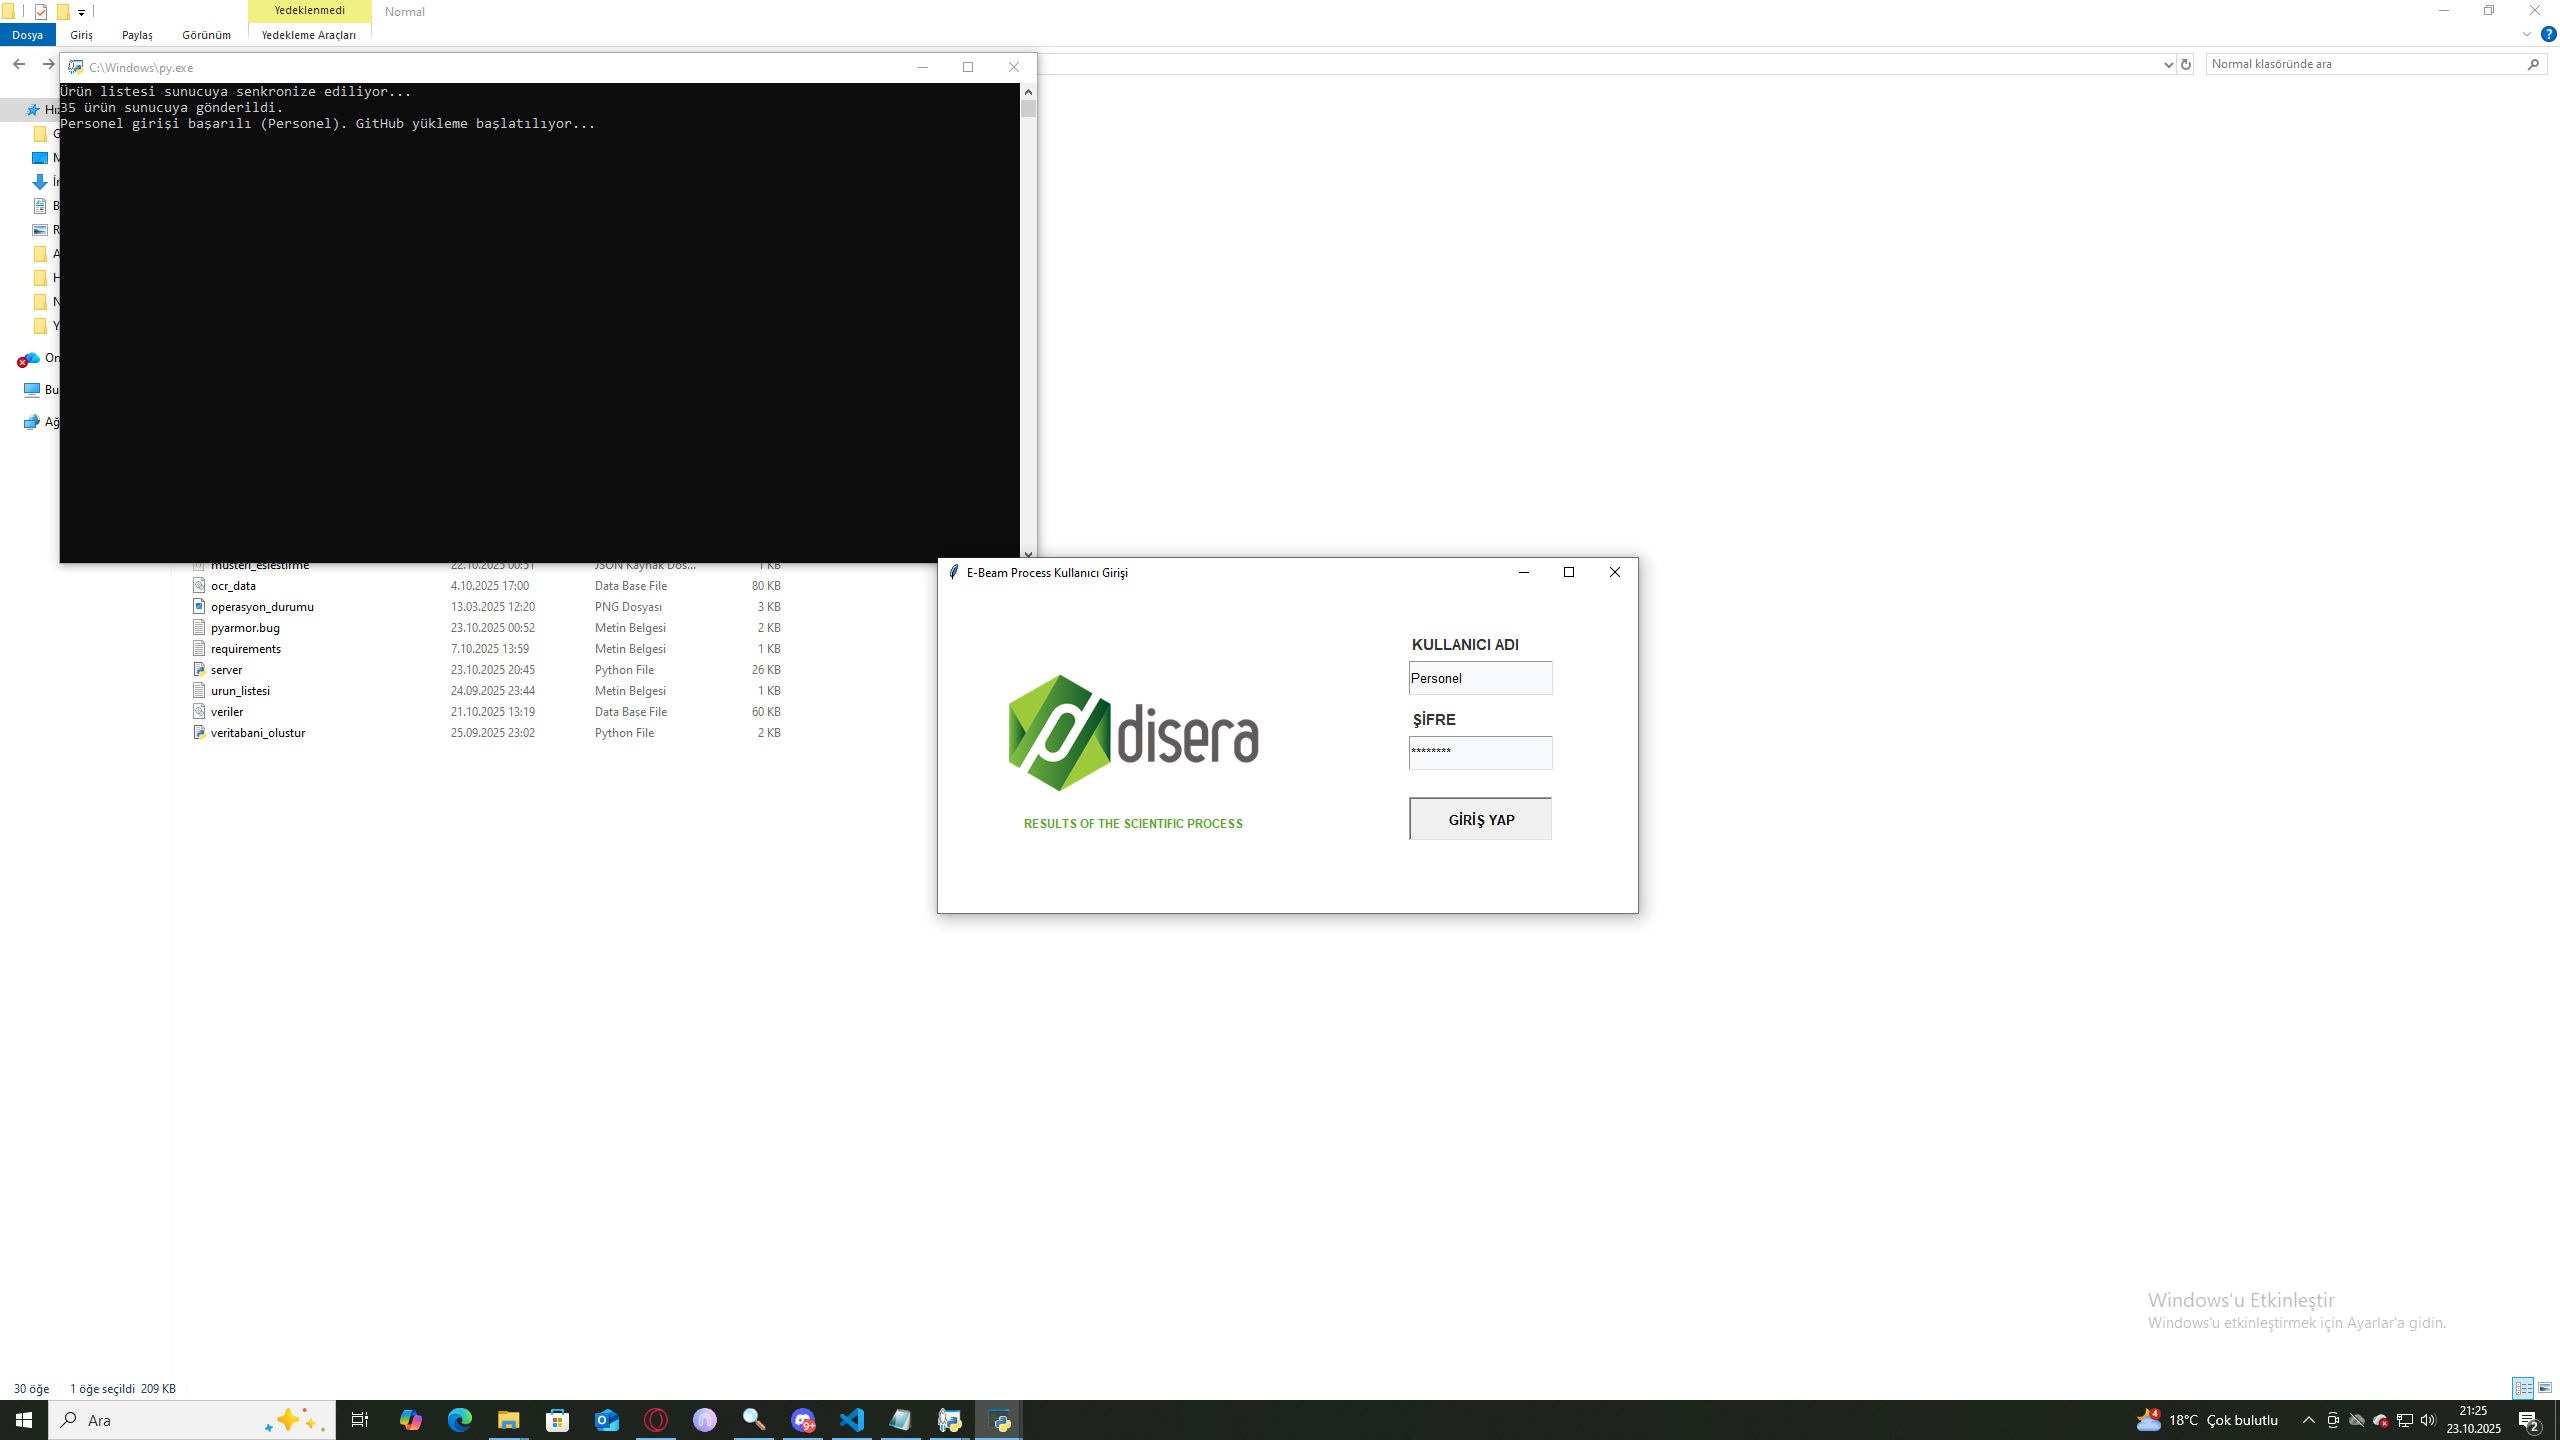 Yedeklenmedi
Normal
Dosya
Giriş
Paylaş
Görünüm
Yedekleme Araçları
C:\Windows\py.exe
Normal klasöründe ara
Ürün listesi sunucuya senkronize ediliyor...
35 ürün sunucuya gönderildi.
Personel girişi başarılı (Personel). GitHub yükleme başlatılıyor...
musteri_eslestirme 22.10.2025 00:51 JSON Kaynak Dos... 1 KB
ocr_data 4.10.2025 17:00 Data Base File 80 KB
operasyon_durumu 13.03.2025 12:20 PNG Dosyası 3 KB
pyarmor.bug 23.10.2025 00:52 Metin Belgesi 2 KB
requirements 7.10.2025 13:59 Metin Belgesi 1 KB
server 23.10.2025 20:45 Python File 26 KB
urun_listesi 24.09.2025 23:44 Metin Belgesi 1 KB
veriler 21.10.2025 13:19 Data Base File 60 KB
veritabani_olustur 25.09.2025 23:02 Python File 2 KB
E-Beam Process Kullanıcı Girişi
KULLANICI ADI
Personel
ŞİFRE
********
GİRİŞ YAP
disera
RESULTS OF THE SCIENTIFIC PROCESS
Windows'u Etkinleştir
Windows'u etkinleştirmek için Ayarlar'a gidin.
30 öğe
1 öğe seçildi 209 KB
Ara
9+
4
18°C Çok bulutlu
21:25
23.10.2025
2